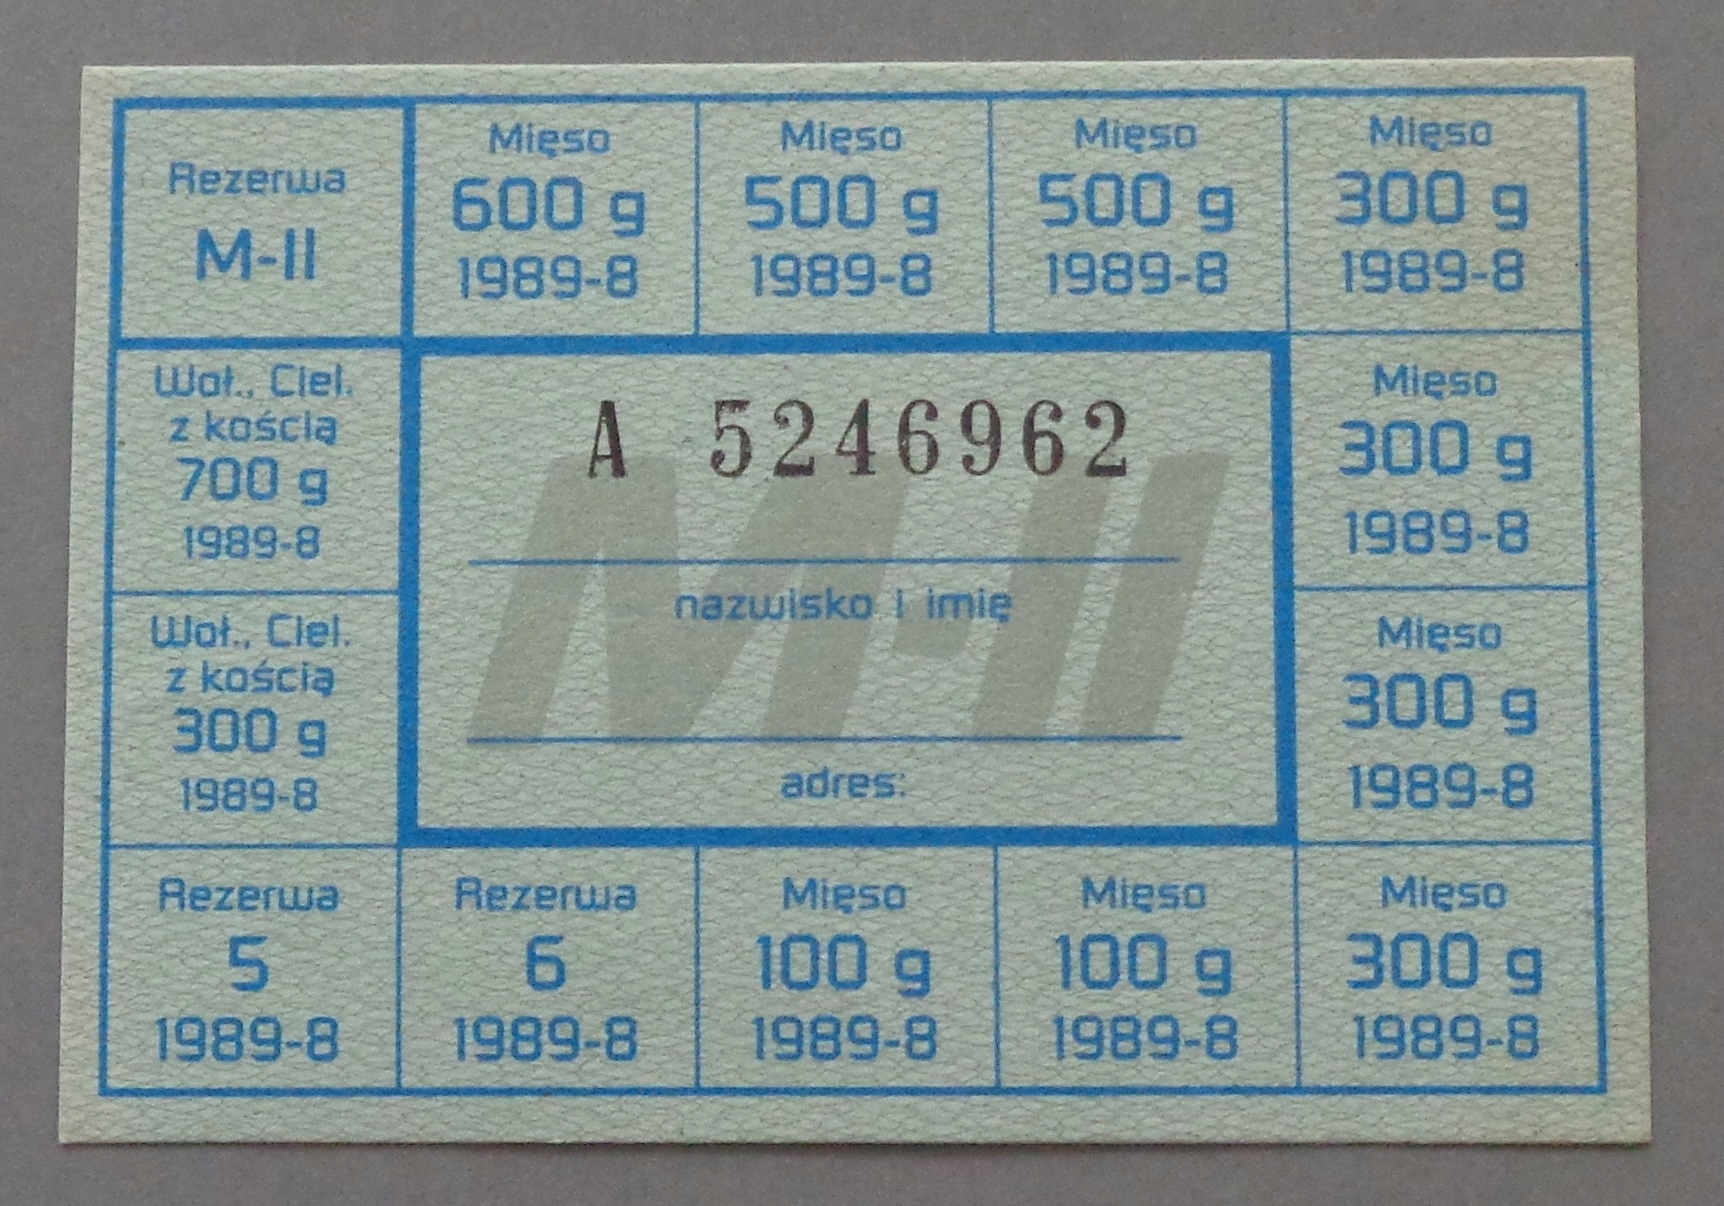 Rezerwa
M-II
Mięso
600 g
1989-8
Mięso
500 g
1989-8
Mięso
500 g
1989-8
Mięso
300 g
1989-8
Woł., Ciel.
z kością
700 g
1989-8
A 5246962
M-II
nazwisko i imię
adres:
Mięso
300 g
1989-8
Woł., Ciel.
z kością
300 g
1989-8
Mięso
300 g
1989-8
Rezerwa
5
1989-8
Rezerwa
6
1989-8
Mięso
100 g
1989-8
Mięso
100 g
1989-8
Mięso
300 g
1989-8